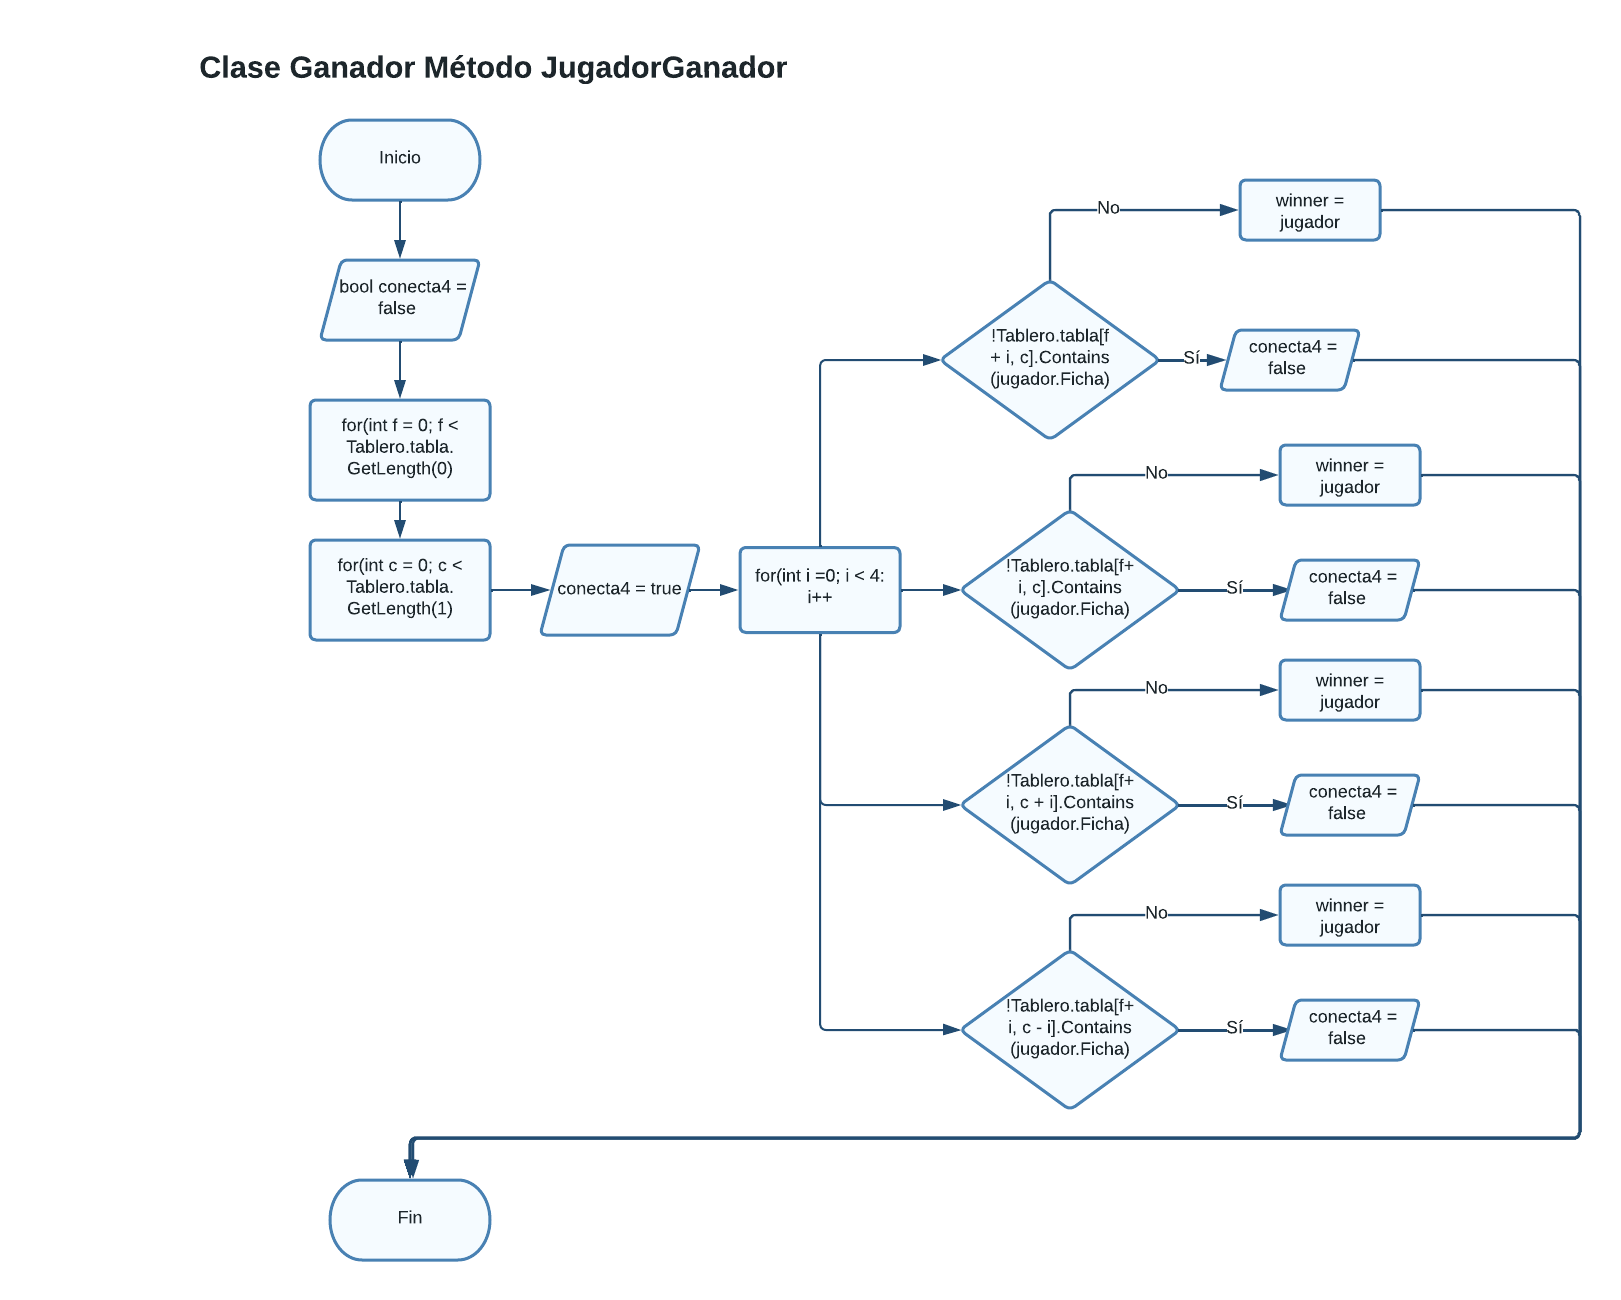 Clase Ganador Método JugadorGanador
Inicio
bool conecta4 =
false
for(int f = 0; f <
Tablero.tabla.
GetLength(0)
for(int c = 0; c <
Tablero.tabla.
GetLength(1)
conecta4 = true
for(int i =0; i < 4:
i++
!Tablero.tabla[f
+ i, c].Contains
(jugador.Ficha)
No
winner =
jugador
Sí
conecta4 =
false
!Tablero.tabla[f+
i, c].Contains
(jugador.Ficha)
No
winner =
jugador
Sí
conecta4 =
false
!Tablero.tabla[f+
i, c + i].Contains
(jugador.Ficha)
No
winner =
jugador
Sí
conecta4 =
false
!Tablero.tabla[f+
i, c - i].Contains
(jugador.Ficha)
No
winner =
jugador
Sí
conecta4 =
false
Fin